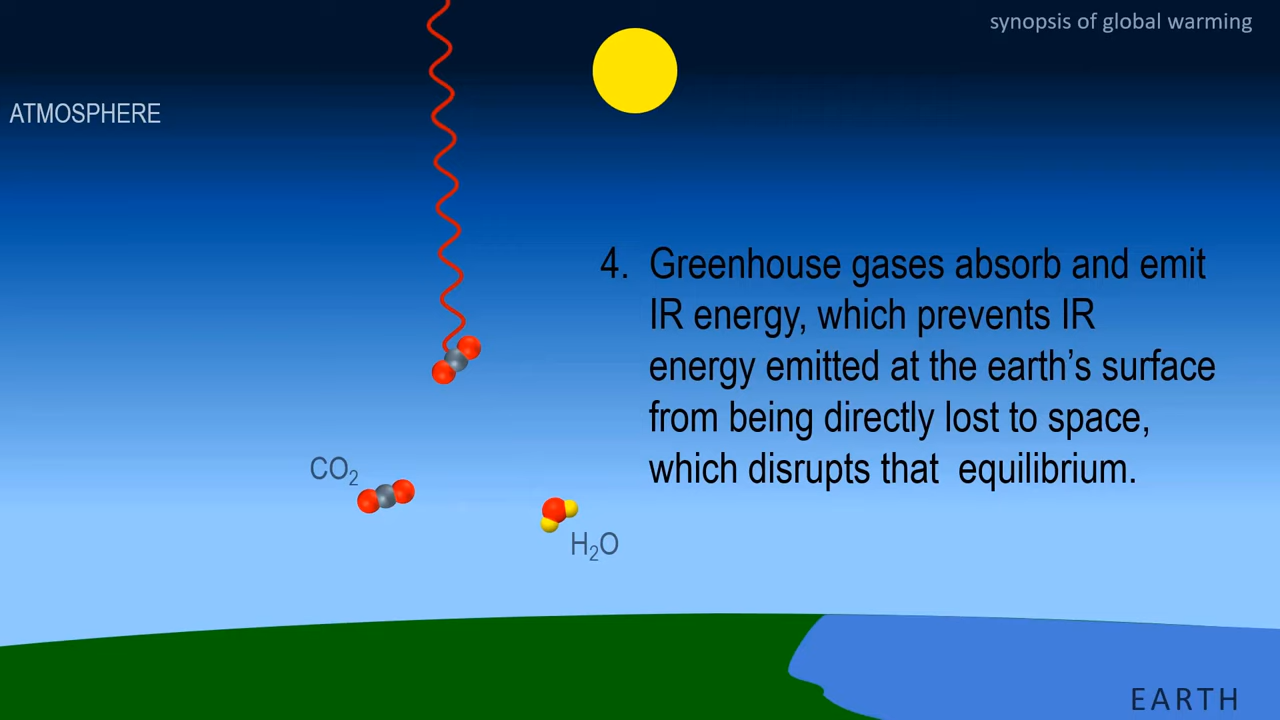 synopsis of global warming
ATMOSPHERE
4. Greenhouse gases absorb and emit
IR energy, which prevents IR
energy emitted at the earth’s surface
from being directly lost to space,
which disrupts that equilibrium.
CO₂
H₂O
EARTH